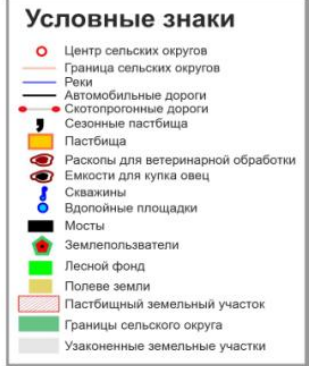 Условные знаки
Центр сельских округов
Граница сельских округов
Реки
Автомобильные дороги
Скотопрогонные дороги
Сезонные пастбища
Пастбища
Расколы для ветеринарной обработки
Емкости для купка овец
Скважины
Вдопойные площадки
Мосты
Землепользватели
Лесной фонд
Полеве земли
Пастбищный земельный участок
Границы сельского округа
Узаконенные земельные участки